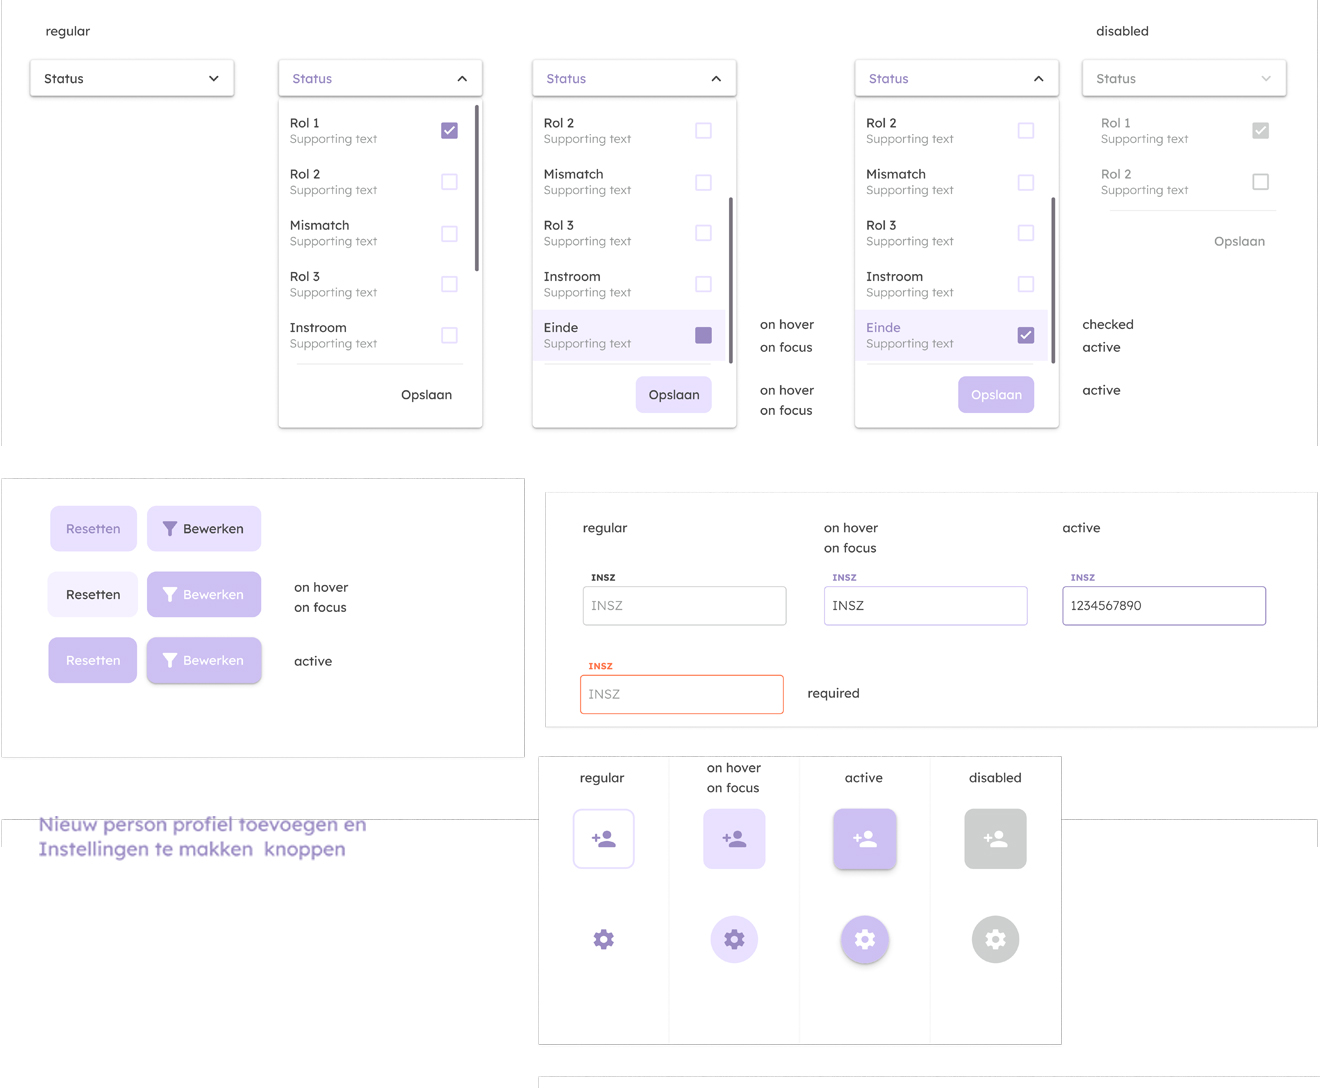 regular
disabled
Status
Status
Status
Status
Status
Rol 1
Supporting text
Rol 2
Supporting text
Mismatch
Supporting text
Rol 3
Supporting text
Instroom
Supporting text
Opslaan
Rol 2
Supporting text
Mismatch
Supporting text
Rol 3
Supporting text
Instroom
Supporting text
Einde
Supporting text
Opslaan
on hover
on focus
on hover
on focus
Rol 2
Supporting text
Mismatch
Supporting text
Rol 3
Supporting text
Instroom
Supporting text
Einde
Supporting text
Opslaan
checked
active
active
Rol 1
Supporting text
Rol 2
Supporting text
Opslaan
Resetten
Bewerken
Resetten
Bewerken
on hover
on focus
Resetten
Bewerken
active
regular
on hover
on focus
active
INSZ
INSZ
INSZ
INSZ
INSZ
1234567890
INSZ
INSZ
required
Nieuw person profiel toevoegen en
Instellingen te makken knoppen
regular
on hover
on focus
active
disabled